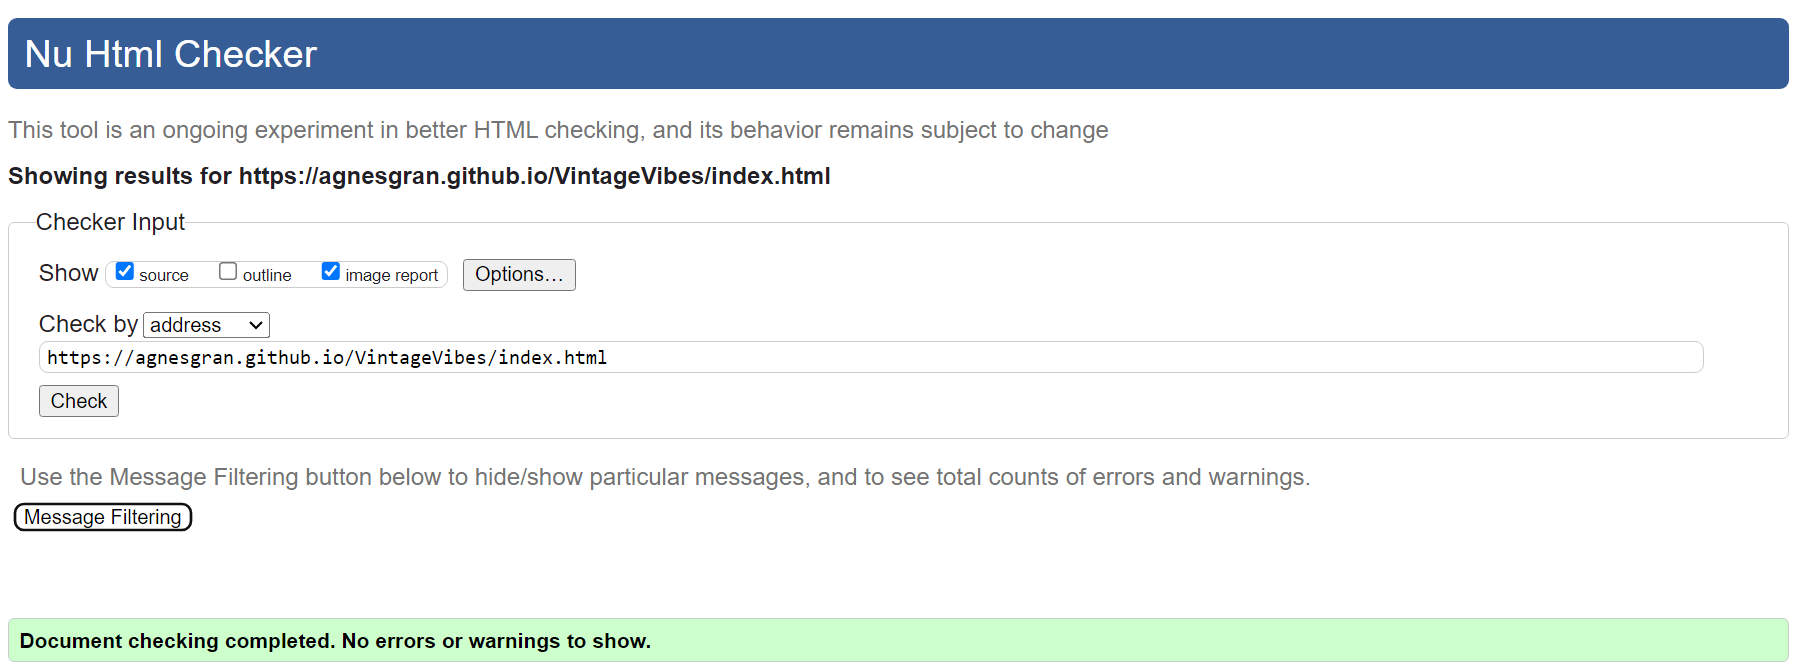 Nu Html Checker
This tool is an ongoing experiment in better HTML checking, and its behavior remains subject to change
Showing results for https://agnesgran.github.io/VintageVibes/index.html
Checker Input
Show source outline image report Options…
Check by address
https://agnesgran.github.io/VintageVibes/index.html
Check
Use the Message Filtering button below to hide/show particular messages, and to see total counts of errors and warnings.
Message Filtering
Document checking completed. No errors or warnings to show.